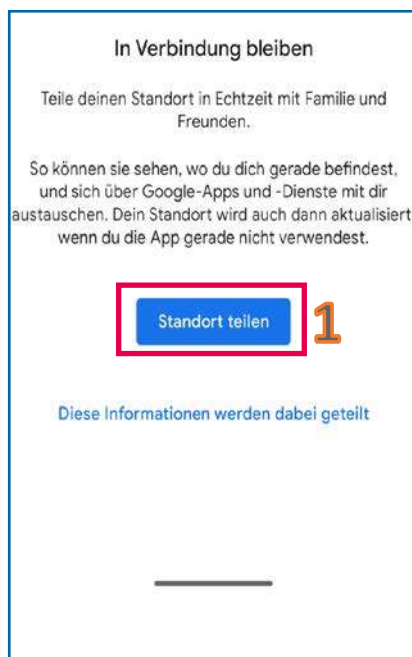 In Verbindung bleiben
Teile deinen Standort in Echtzeit mit Familie und
Freunden.
So können sie sehen, wo du dich gerade befindest,
und sich über Google-Apps und -Dienste mit dir
austauschen. Dein Standort wird auch dann aktualisiert
wenn du die App gerade nicht verwendest.
Standort teilen
1
Diese Informationen werden dabei geteilt